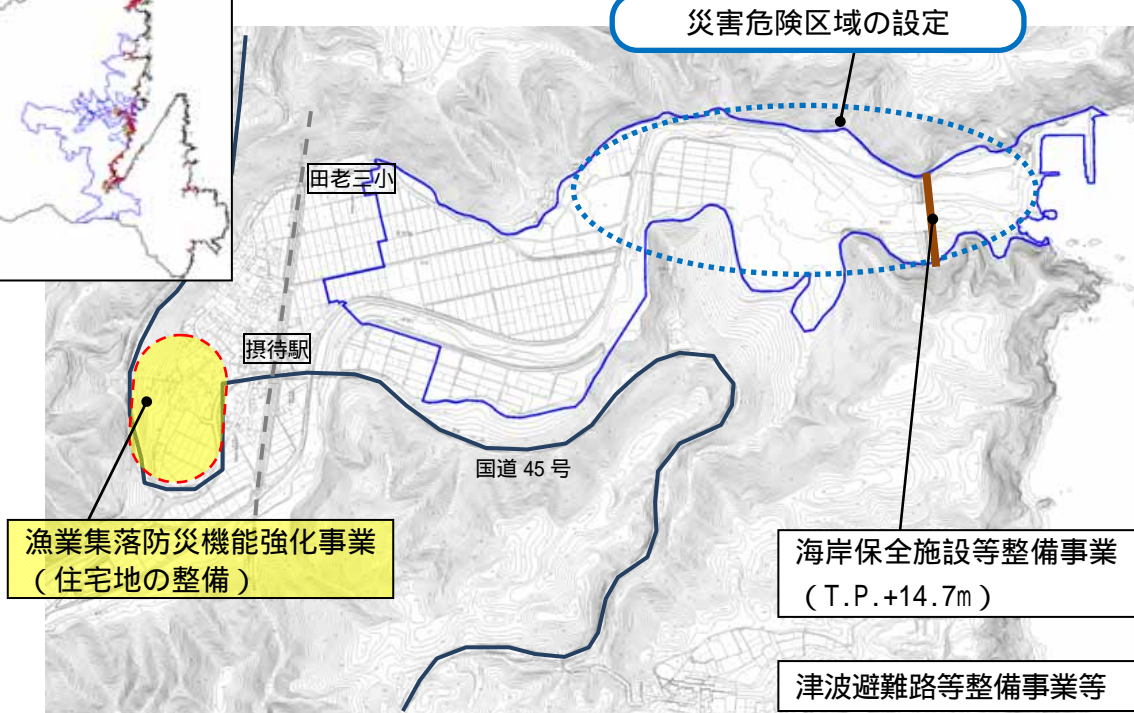 災害危険区域の設定
田老三小
摂待駅
国道 45 号
漁業集落防災機能強化事業
(住宅地の整備)
海岸保全施設等整備事業
(T.P.+14.7m)
津波避難路等整備事業等